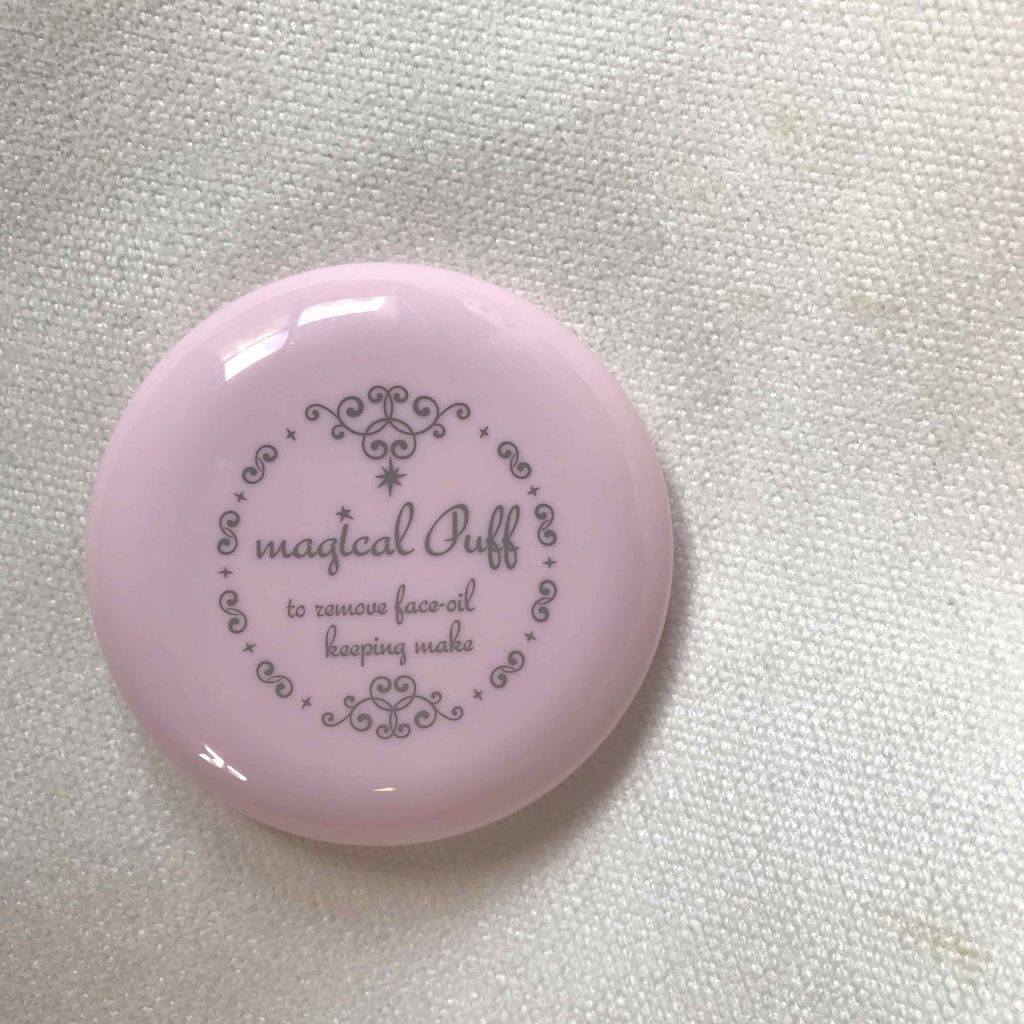 magical Puff
to remove face-oil
keeping make